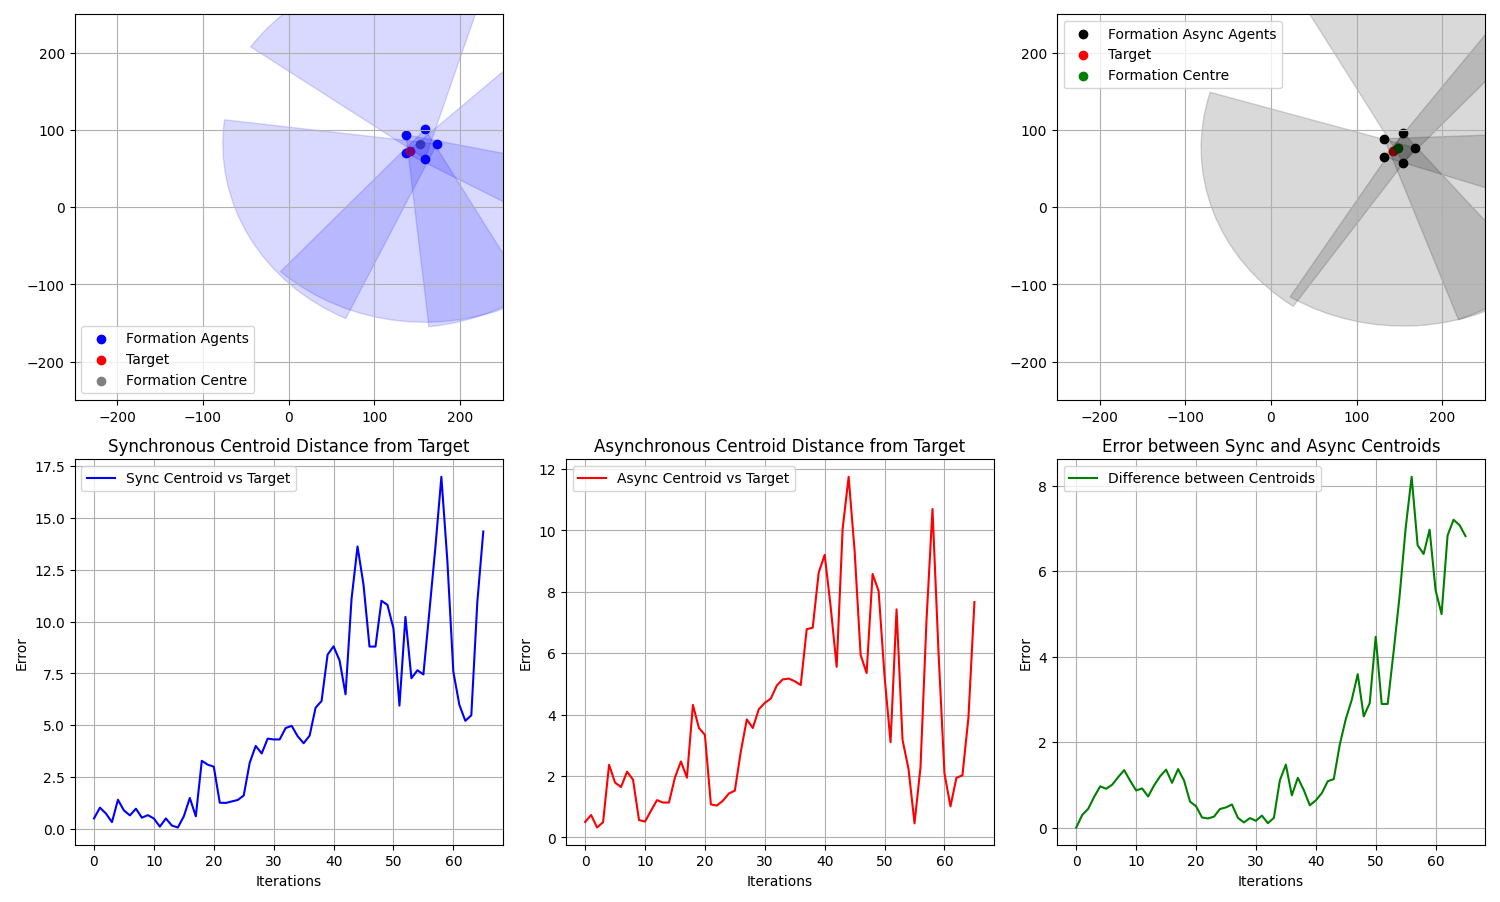 200
100
0
−100
−200
Formation Agents
Target
Formation Centre
−200 −100 0 100 200
200
100
0
−100
−200
Formation Async Agents
Target
Formation Centre
−200 −100 0 100 200
Synchronous Centroid Distance from Target
17.5
15.0
12.5
10.0
7.5
5.0
2.5
0.0
Error
Sync Centroid vs Target
0 10 20 30 40 50 60
Iterations
Asynchronous Centroid Distance from Target
12
10
8
6
4
2
0
Error
Async Centroid vs Target
0 10 20 30 40 50 60
Iterations
Error between Sync and Async Centroids
8
6
4
2
0
Error
Difference between Centroids
0 10 20 30 40 50 60
Iterations